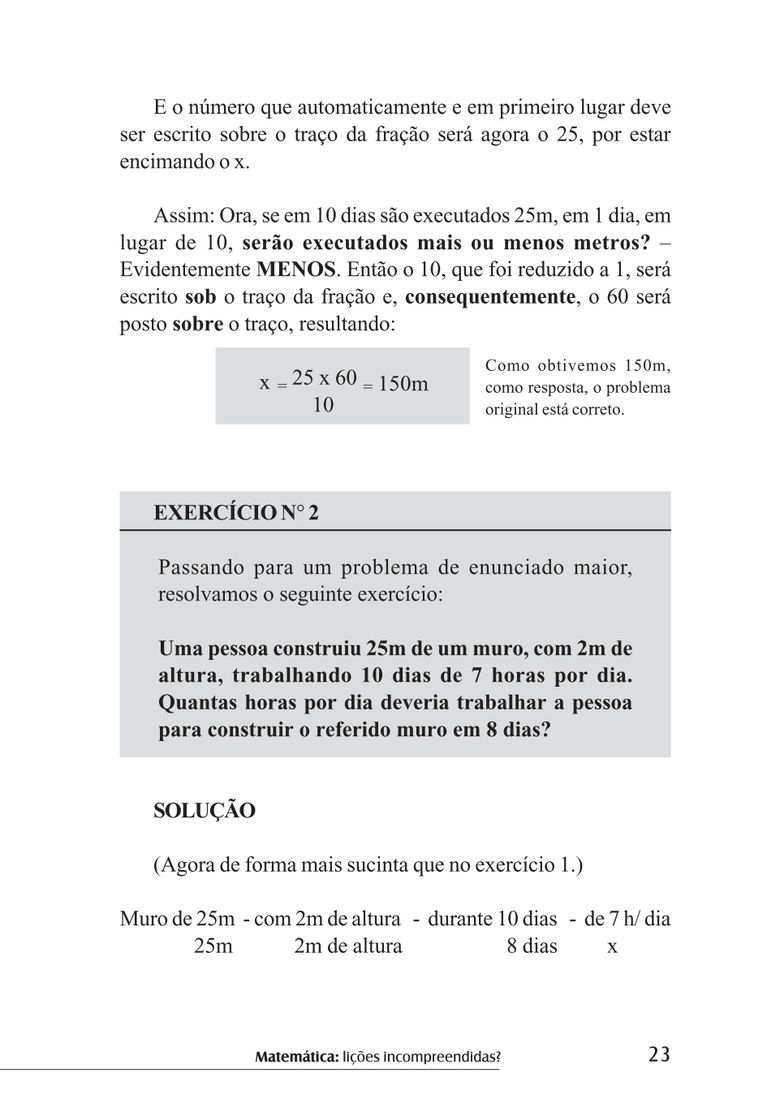 E o número que automaticamente e em primeiro lugar deve
ser escrito sobre o traço da fração será agora o 25, por estar
encimando o x.
Assim: Ora, se em 10 dias são executados 25m, em 1 dia, em
lugar de 10, serão executados mais ou menos metros? –
Evidentemente MENOS. Então o 10, que foi reduzido a 1, será
escrito sob o traço da fração e, consequentemente, o 60 será
posto sobre o traço, resultando:
x = 25 x 60 = 150m
10
Como obtivemos 150m,
como resposta, o problema
original está correto.
EXERCÍCIO N° 2
Passando para um problema de enunciado maior,
resolvamos o seguinte exercício:
Uma pessoa construiu 25m de um muro, com 2m de
altura, trabalhando 10 dias de 7 horas por dia.
Quantas horas por dia deveria trabalhar a pessoa
para construir o referido muro em 8 dias?
SOLUÇÃO
(Agora de forma mais sucinta que no exercício 1.)
Muro de 25m - com 2m de altura - durante 10 dias - de 7 h/ dia
25m 2m de altura 8 dias x
Matemática: lições incompreendidas? 23